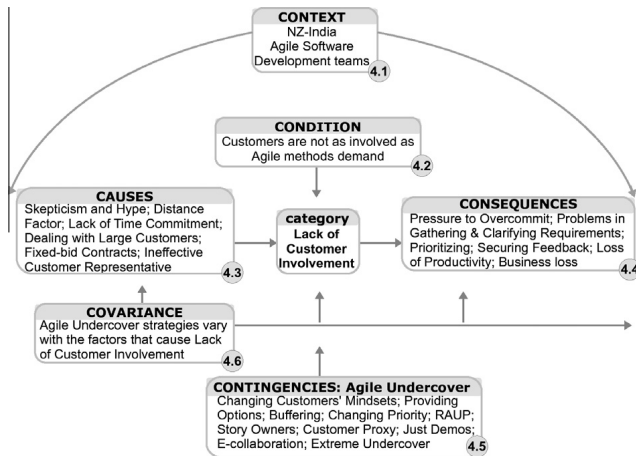 CONTEXT
NZ-India
Agile Software
Development teams
4.1
CONDITION
Customers are not as involved as
Agile methods demand
4.2
CAUSES
Skepticism and Hype; Distance
Factor; Lack of Time Commitment;
Dealing with Large Customers;
Fixed-bid Contracts; Ineffective
Customer Representative
4.3
category
Lack of
Customer
Involvement
CONSEQUENCES
Pressure to Overcommit; Problems in
Gathering & Clarifying Requirements;
Prioritizing; Securing Feedback; Loss
of Productivity; Business loss
4.4
COVARIANCE
Agile Undercover strategies vary
with the factors that cause Lack
of Customer Involvement
4.6
CONTINGENCIES: Agile Undercover
Changing Customers' Mindsets; Providing
Options; Buffering; Changing Priority; RAUP;
Story Owners; Customer Proxy; Just Demos;
E-collaboration; Extreme Undercover
4.5